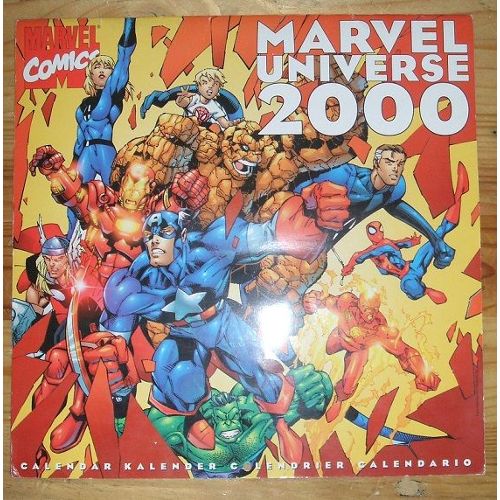 MARVEL
COMICS
MARVEL
UNIVERSE
2000
CALENDAR KALENDER CALENDRIER CALENDARIO